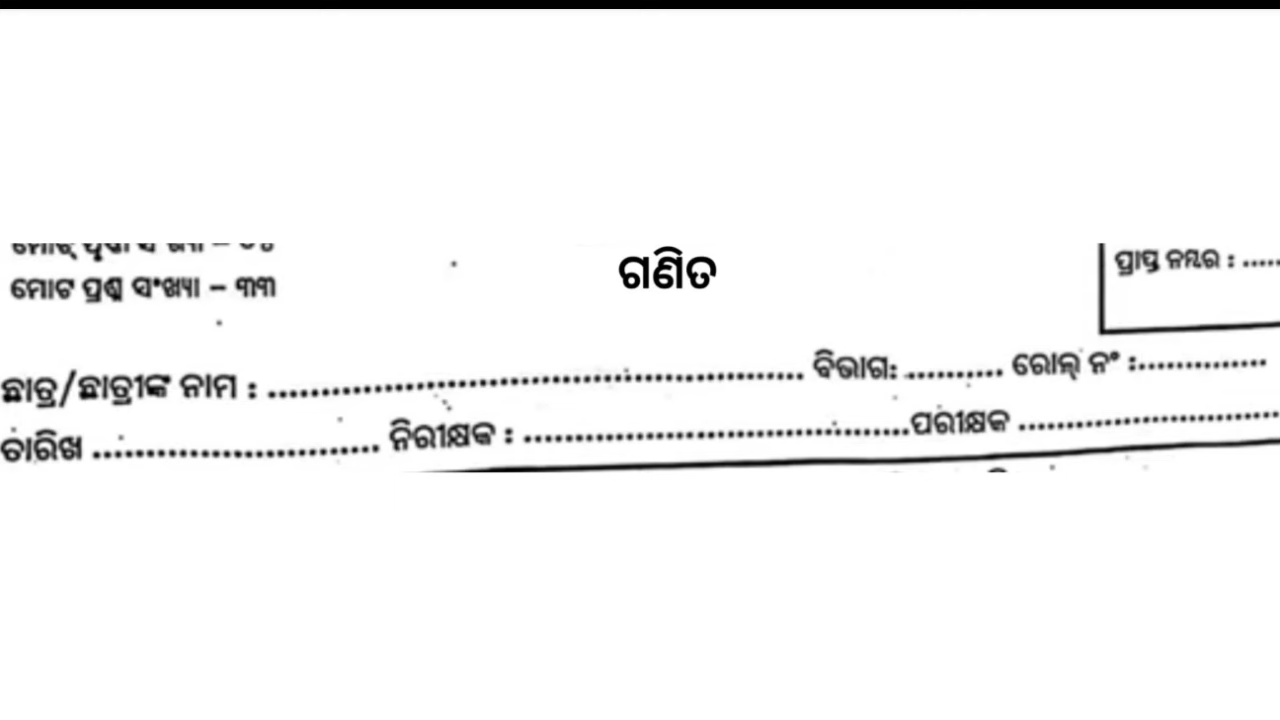 ମୋଟ ପ୍ରଶ୍ନ ସଂଖ୍ୟା – ୩୩
ଗଣିତ
ପ୍ରାପ୍ତ ନମ୍ବର : .....
ଛାତ୍ର/ଛାତ୍ରୀଙ୍କ ନାମ : .................................................... ବିଭାଗ: .......... ରୋଲ୍ ନଂ :.............
ତାରିଖ ........................... ନିରୀକ୍ଷକ : .......................................ପରୀକ୍ଷକ ..........................